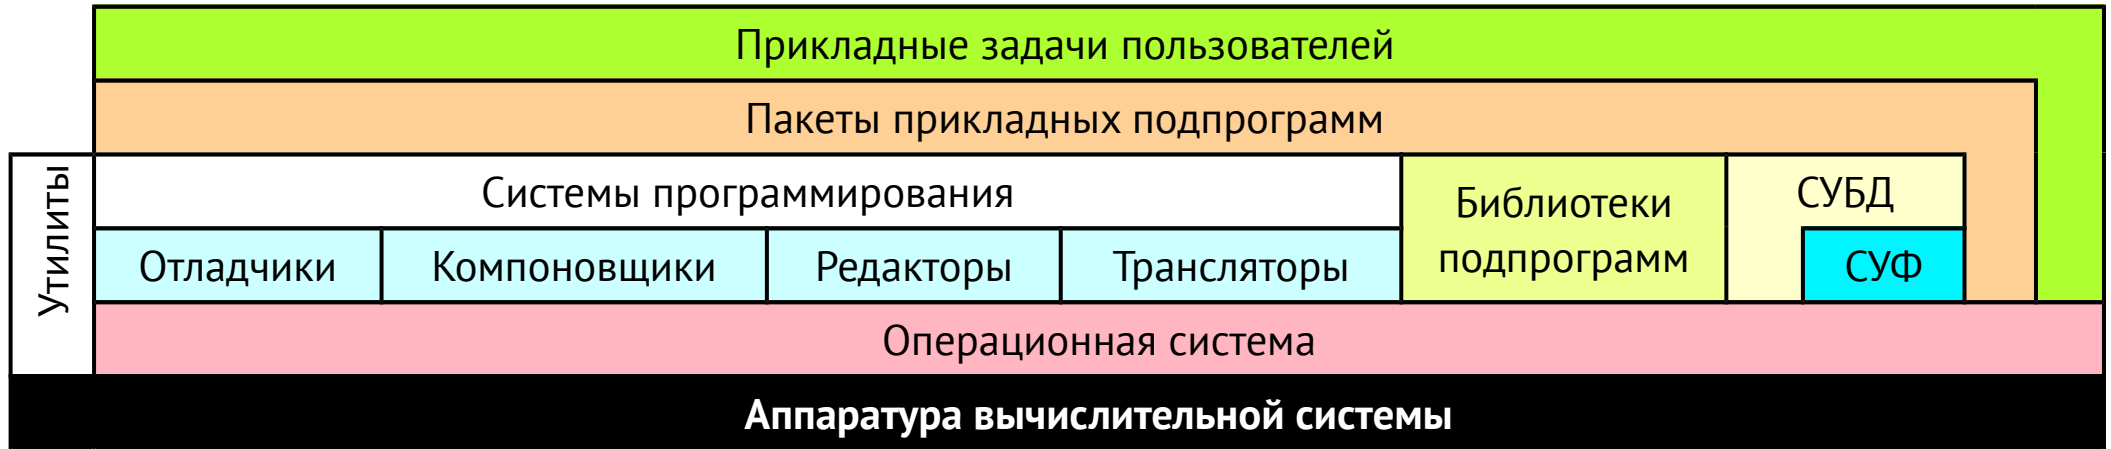 Прикладные задачи пользователей
Пакеты прикладных подпрограмм
Утилиты
Системы программирования
Библиотеки
подпрограмм
СУБД
Отладчики
Компоновщики
Редакторы
Трансляторы
СУФ
Операционная система
Аппаратура вычислительной системы